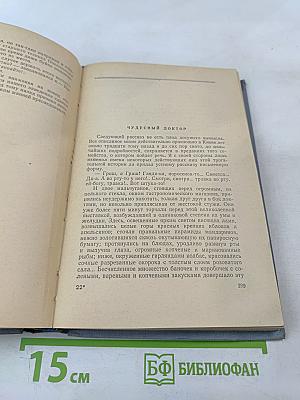 ЧУДЕСНЫЙ ДОКТОР
Следующий рассказ не есть плод досужего вымысла.
Все описанное мною действительно произошло в Киеве лет
около тридцати тому назад и до сих пор свято, до мель-
чайших подробностей, сохраняется в преданиях того се-
мейства, о котором пойдет речь. Я с своей стороны лишь
изменил имена некоторых действующих лиц этой трога-
тельной истории да придал устному рассказу письменную
форму.
— Гриш, а Гриш! Гляди-ка, поросенок-то... Смеется...
Да-а. А во рту-то у него!.. Смотри, смотри... травка во рту,
ей-богу, травка!.. Вот штука-то!
И двое мальчуганов, стоящих перед огромным, из
цельного стекла, окном гастрономического магазина, при-
нялись неудержимо хохотать, толкая друг друга в бок лок-
тями, но невольно приплясывая от жестокой стужи. Они
уже более пяти минут торчали перед этой великолепной
выставкой, возбуждавшей в одинаковой степени их умы и
желудки. Здесь, освещенные ярким светом висящих ламп,
возвышались целые горы красных крепких яблоков и
апельсинов; стояли правильные пирамиды мандаринов,
нежно золотившихся сквозь окутывающую их папиросную
бумагу; протянулись на блюдах, уродливо разинув рты
и выпучив глаза, огромные копченые и маринованные
рыбы; ниже, окруженные гирляндами колбас, красовались
сочные разрезанные окорока с толстым слоем розоватого
сала... Бесчисленное множество баночек и коробочек с со-
леными, вареными и копчеными закусками довершало эту
22*
339
15 см
БФ БИБЛИОФАН